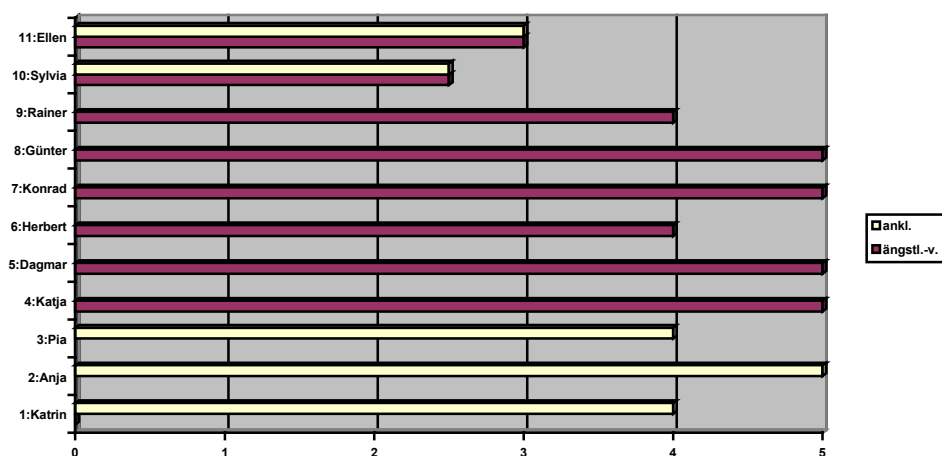 11:Ellen
10:Sylvia
9:Rainer
8:Günter
7:Konrad
6:Herbert
5:Dagmar
4:Katja
3:Pia
2:Anja
1:Katrin
0 1 2 3 4 5
ankl.
ängstl.-v.